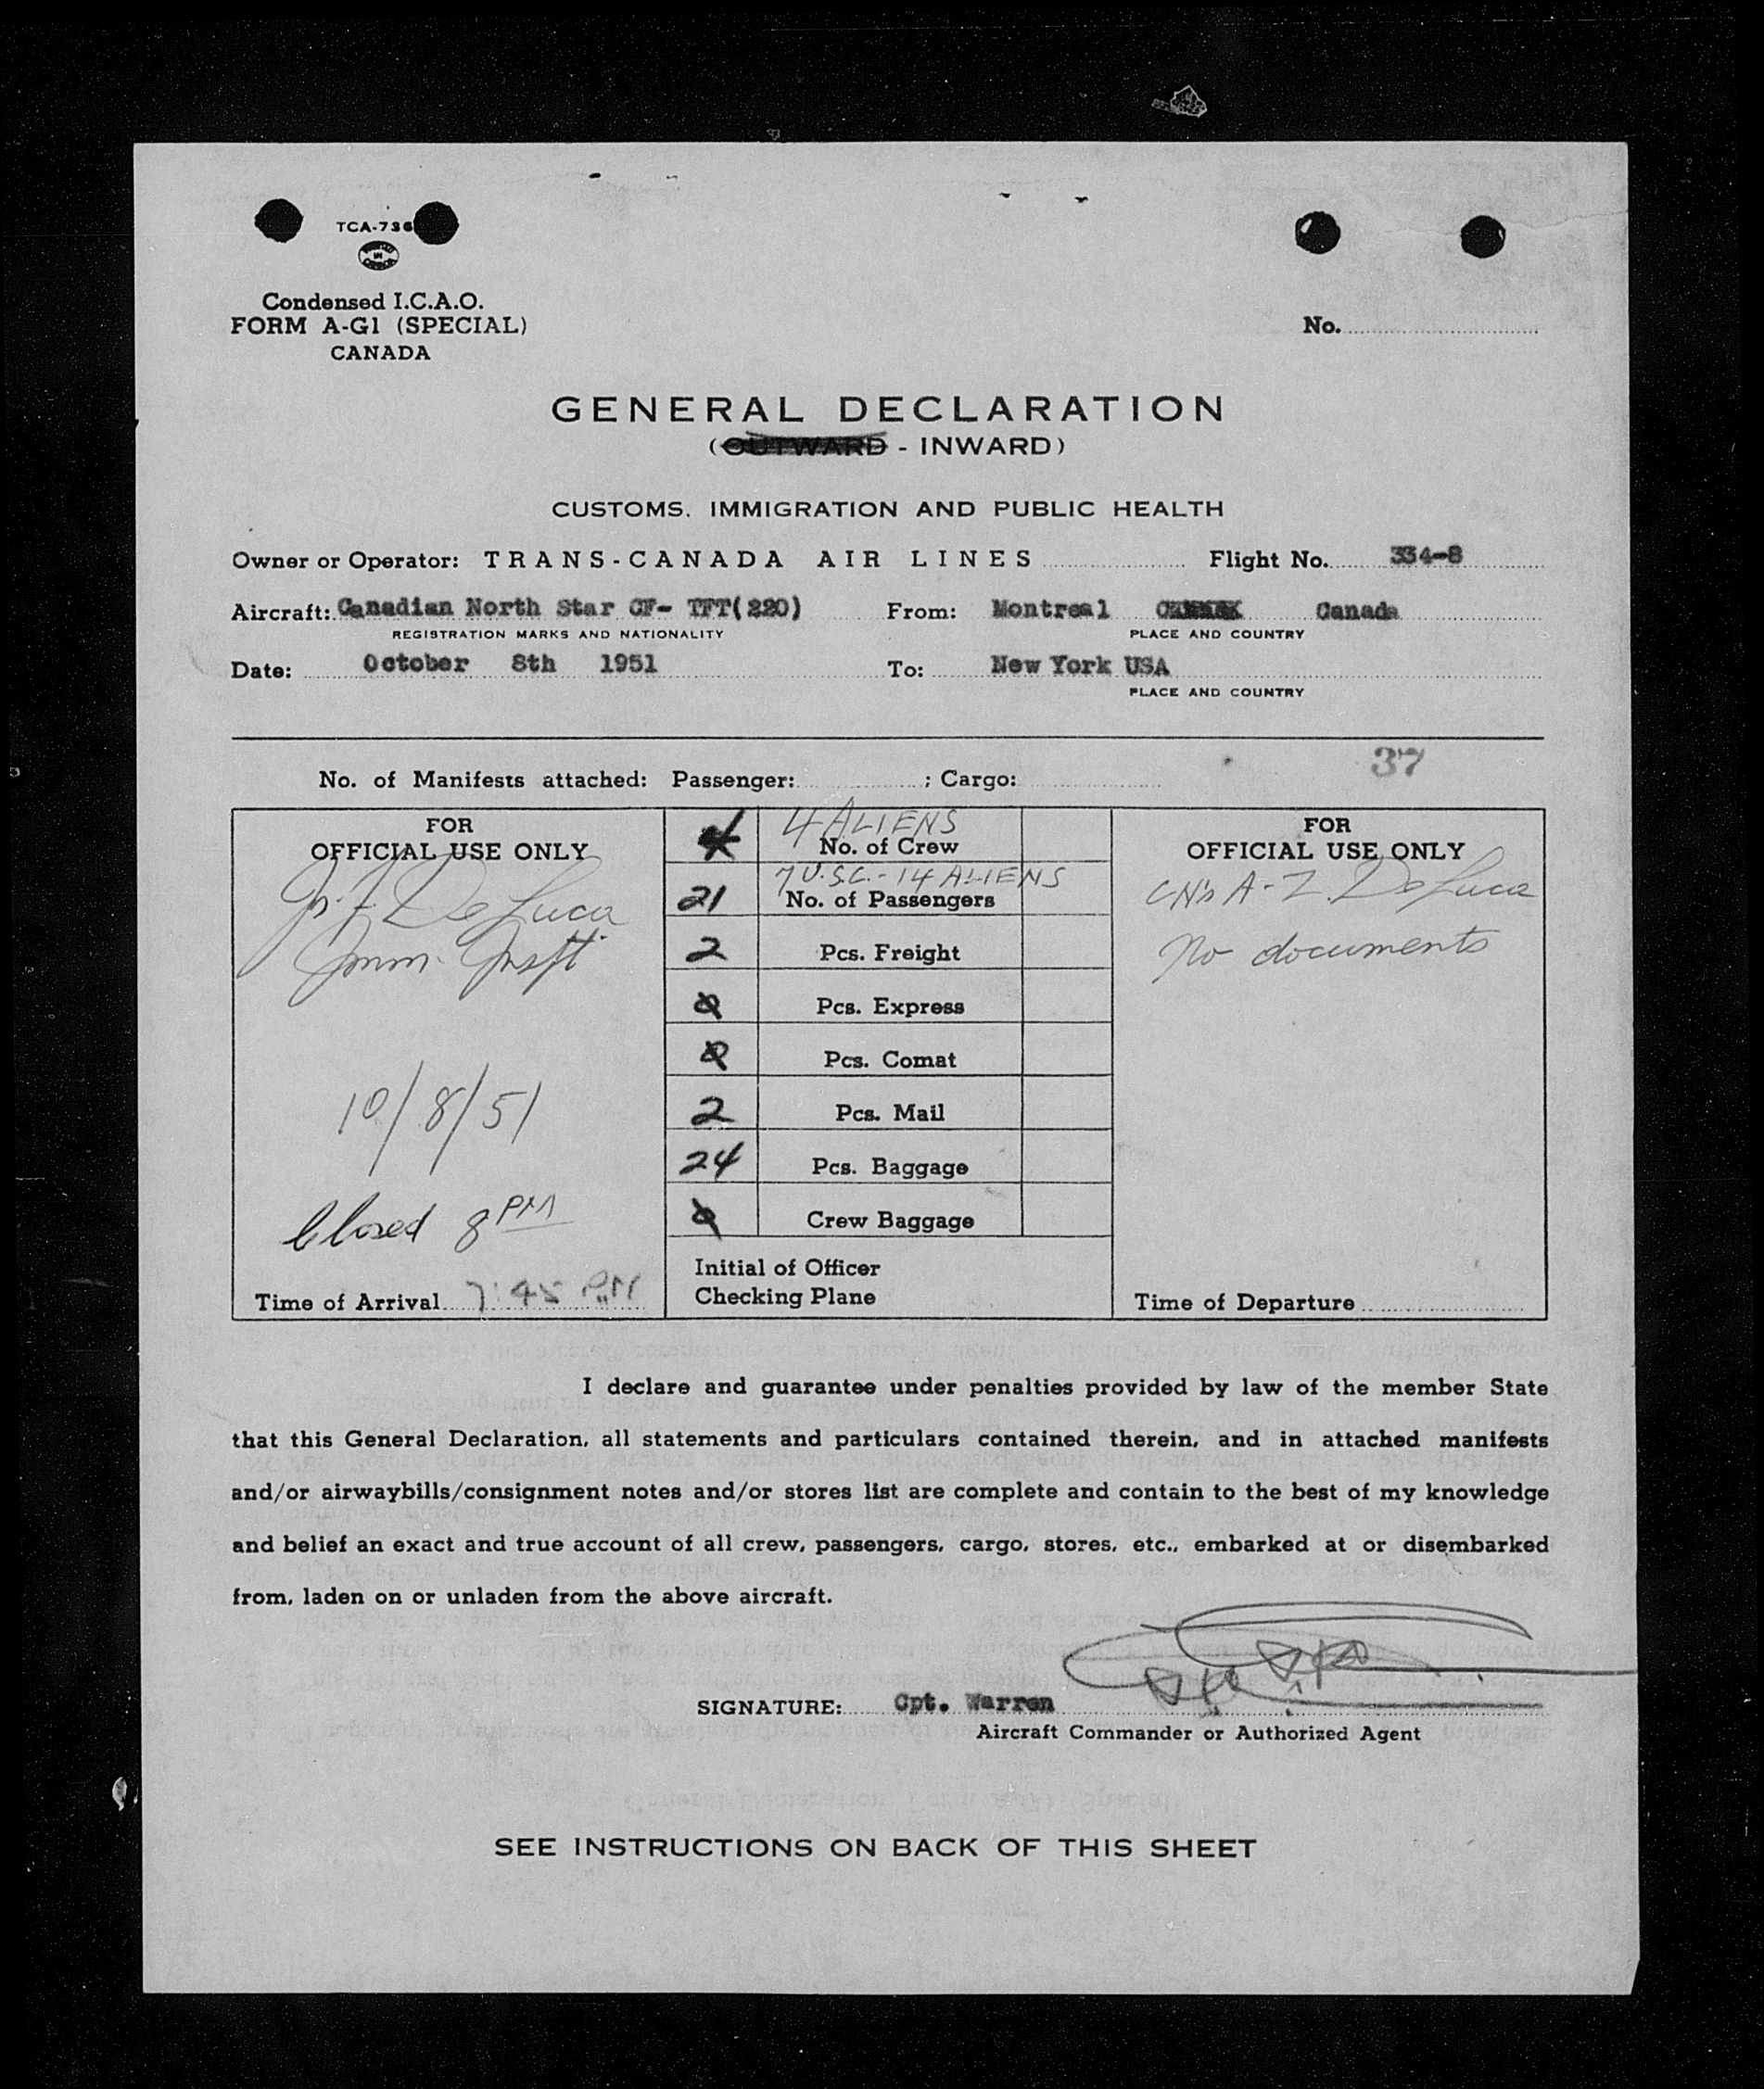 TCA-736
Condensed I.C.A.O.
FORM A-G1 (SPECIAL)
CANADA
No.
GENERAL DECLARATION
(OUTWARD - INWARD)
CUSTOMS. IMMIGRATION AND PUBLIC HEALTH
Owner or Operator: TRANS-CANADA AIR LINES Flight No. 334-8
Aircraft: Canadian North Star CF- TFT(220) From: Montreal Canada
REGISTRATION MARKS AND NATIONALITY PLACE AND COUNTRY
Date: October 8th 1951 To: New York USA
PLACE AND COUNTRY
37
No. of Manifests attached: Passenger: ; Cargo:
FOR
OFFICIAL USE ONLY
De Luca
Imm. Inspt.
10/8/51
Closed 8 PM
Time of Arrival 7:45 PM
4 4 ALIENS
No. of Crew
7 U.S.C. - 14 ALIENS
21 No. of Passengers
2 Pcs. Freight
0 Pcs. Express
0 Pcs. Comat
2 Pcs. Mail
24 Pcs. Baggage
0 Crew Baggage
Initial of Officer
Checking Plane
FOR
OFFICIAL USE ONLY
A-Z. De Luca
No documents
Time of Departure
I declare and guarantee under penalties provided by law of the member State
that this General Declaration, all statements and particulars contained therein, and in attached manifests
and/or airwaybills/consignment notes and/or stores list are complete and contain to the best of my knowledge
and belief an exact and true account of all crew, passengers, cargo, stores, etc., embarked at or disembarked
from, laden on or unladen from the above aircraft.
SIGNATURE: Cpt. Warren
Aircraft Commander or Authorized Agent
SEE INSTRUCTIONS ON BACK OF THIS SHEET